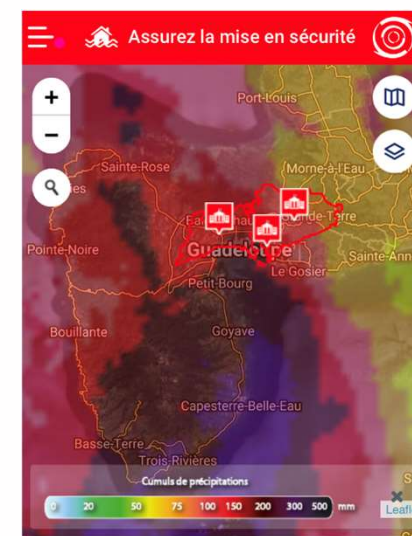 Assurez la mise en sécurité
+
Port-Louis
−
Sainte-Rose
Morne-à-l'Eau
Grande-Terre
Guadeloupe
Pointe-Noire
Sainte-Ann
Le Gosier
Petit-Bourg
Bouillante
Goyave
Capesterre-Belle-Eau
Basse-Terre
Trois-Rivières
Cumuls de précipitations
0 20 50 75 100 150 200 300 500 mm
Leafl